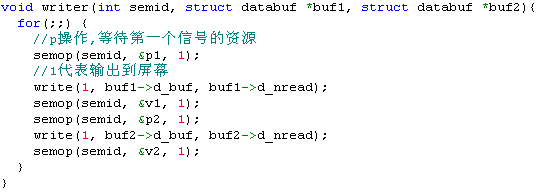 void writer(int semid, struct databuf *buf1, struct databuf *buf2){
  for(;;) {
    //p操作,等待第一个信号的资源
    semop(semid, &p1, 1);
    //1代表输出到屏幕
    write(1, buf1->d_buf, buf1->d_nread);
    semop(semid, &v1, 1);
    semop(semid, &p2, 1);
    write(1, buf2->d_buf, buf2->d_nread);
    semop(semid, &v2, 1);
  }
}